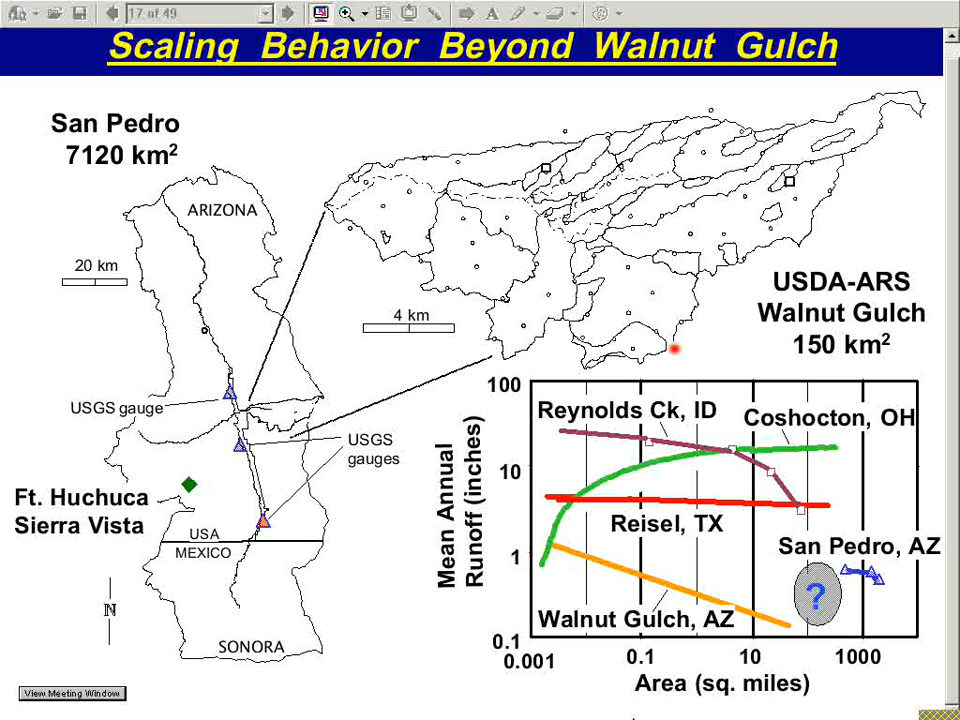 17 of 49
Scaling Behavior Beyond Walnut Gulch
San Pedro
7120 km²
ARIZONA
20 km
4 km
USDA-ARS
Walnut Gulch
150 km²
USGS gauge
USGS
gauges
Ft. Huchuca
Sierra Vista
USA
MEXICO
N
SONORA
Mean Annual
Runoff (inches)
100
10
1
0.1
Reynolds Ck, ID
Coshocton, OH
Reisel, TX
San Pedro, AZ
?
Walnut Gulch, AZ
0.001
0.1
10
1000
Area (sq. miles)
View Meeting Window